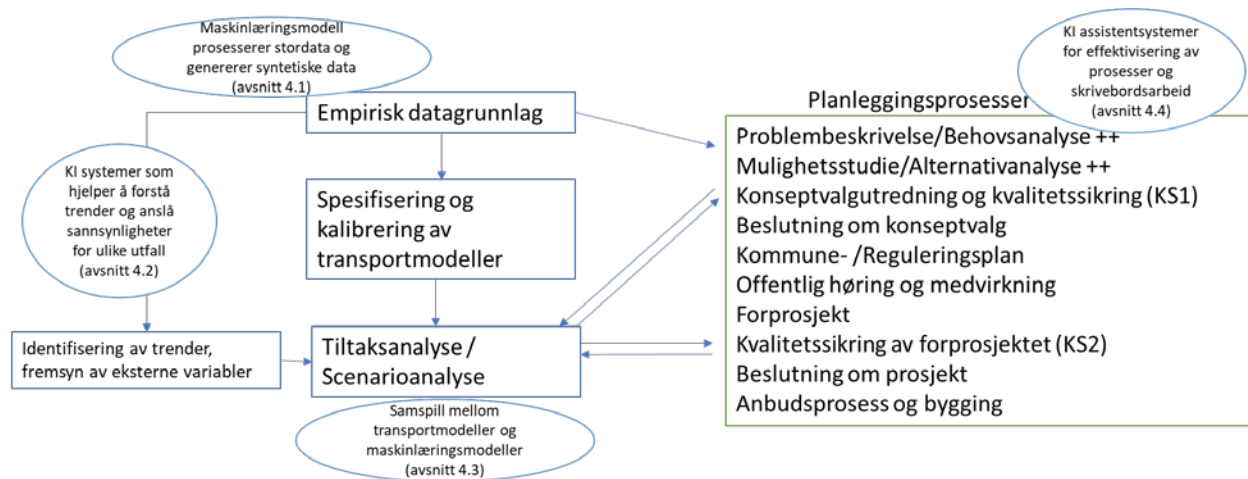 Maskinlæringsmodell
prosesserer stordata og
genererer syntetiske data
(avsnitt 4.1)
KI assistentsystemer
for effektivisering av
prosesser og
skrivebordsarbeid
(avsnitt 4.4)
Empirisk datagrunnlag
KI systemer som
hjelper å forstå
trender og anslå
sannsynligheter
for ulike utfall
(avsnitt 4.2)
Spesifisering og
kalibrering av
transportmodeller
Identifisering av trender,
fremsyn av eksterne variabler
Tiltaksanalyse /
Scenarioanalyse
Samspill mellom
transportmodeller og
maskinlæringsmodeller
(avsnitt 4.3)
Planleggingsprosesser
Problembeskrivelse/Behovsanalyse ++
Mulighetsstudie/Alternativanalyse ++
Konseptvalgutredning og kvalitetssikring (KS1)
Beslutning om konseptvalg
Kommune- /Reguleringsplan
Offentlig høring og medvirkning
Forprosjekt
Kvalitetssikring av forprosjektet (KS2)
Beslutning om prosjekt
Anbudsprosess og bygging